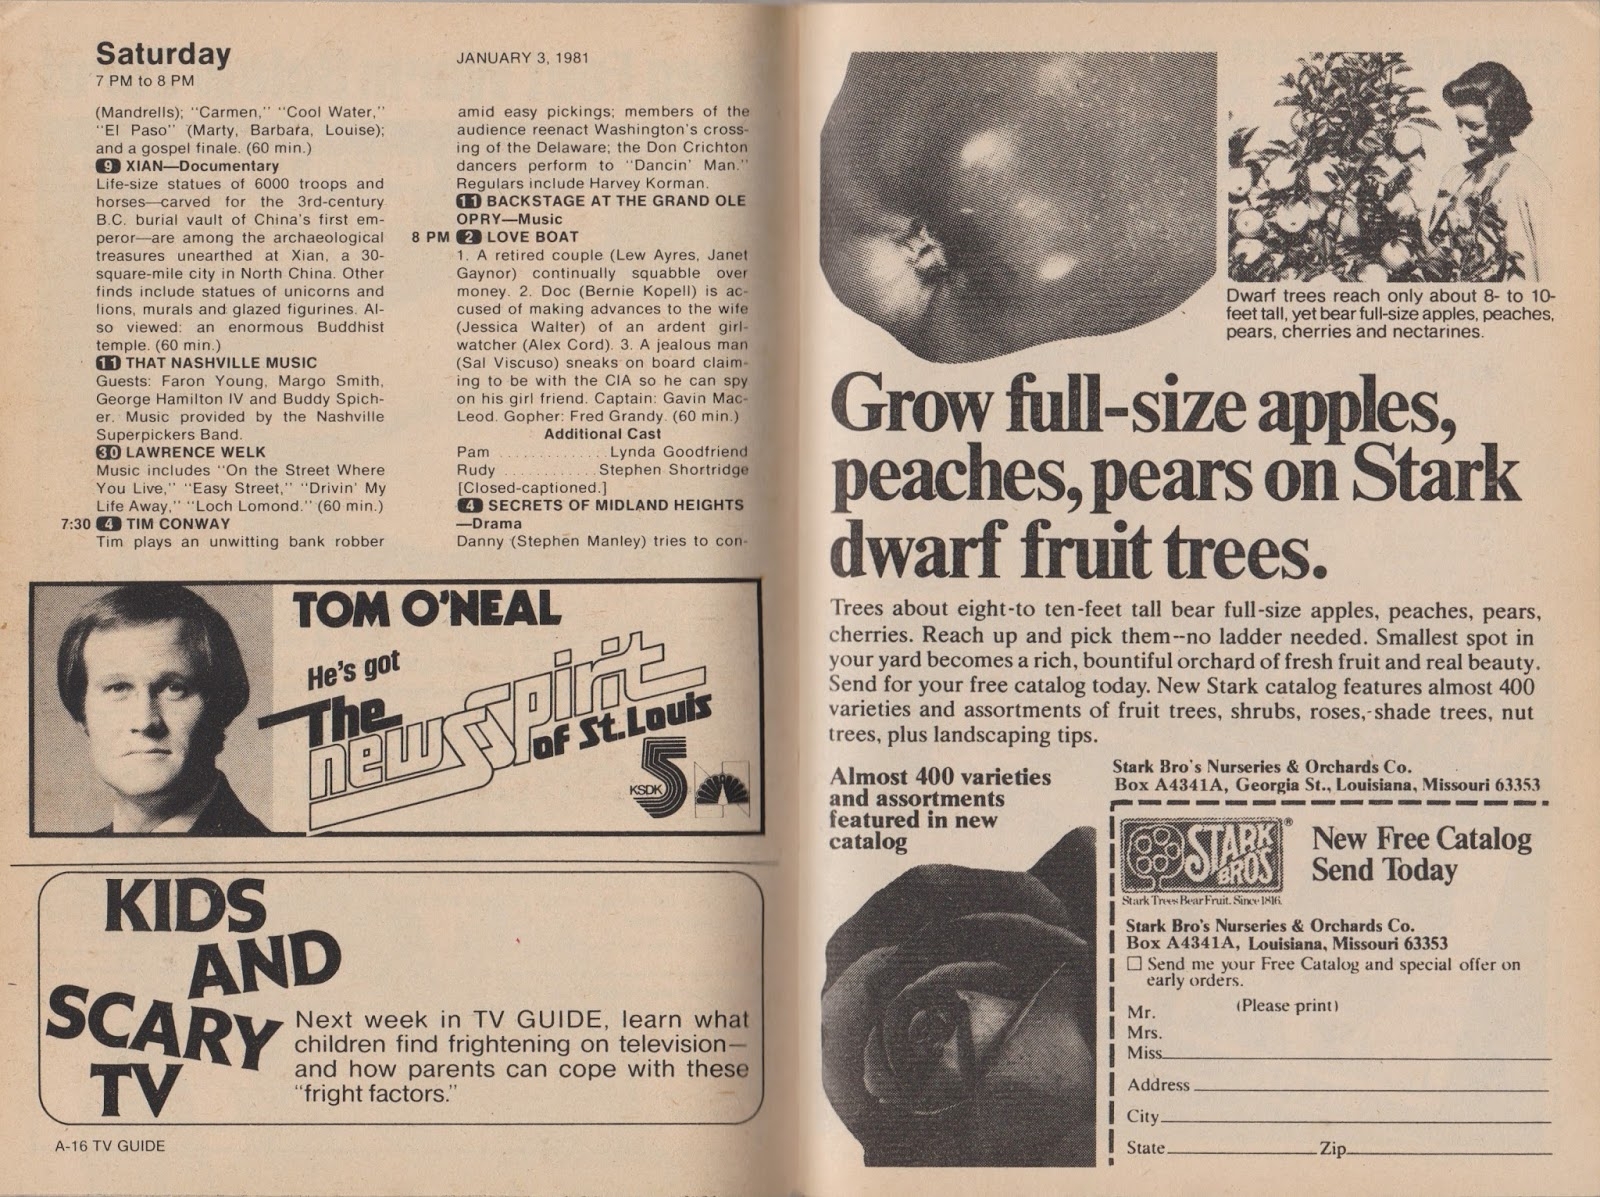 Saturday
7 PM to 8 PM
JANUARY 3, 1981
(Mandrells); "Carmen," "Cool Water,"
"El Paso" (Marty, Barbara, Louise);
and a gospel finale. (60 min.)
9 XIAN—Documentary
Life-size statues of 6000 troops and
horses—carved for the 3rd-century
B.C. burial vault of China's first em-
peror—are among the archaeological
treasures unearthed at Xian, a 30-
square-mile city in North China. Other
finds include statues of unicorns and
lions, murals and glazed figurines. Al-
so viewed: an enormous Buddhist
temple. (60 min.)
11 THAT NASHVILLE MUSIC
Guests: Faron Young, Margo Smith,
George Hamilton IV and Buddy Spich-
er. Music provided by the Nashville
Superpickers Band.
30 LAWRENCE WELK
Music includes "On the Street Where
You Live," "Easy Street," "Drivin' My
Life Away," "Loch Lomond." (60 min.)
7:30 4 TIM CONWAY
Tim plays an unwitting bank robber
amid easy pickings; members of the
audience reenact Washington's cross-
ing of the Delaware; the Don Crichton
dancers perform to "Dancin' Man."
Regulars include Harvey Korman.
11 BACKSTAGE AT THE GRAND OLE
OPRY—Music
8 PM 2 LOVE BOAT
1. A retired couple (Lew Ayres, Janet
Gaynor) continually squabble over
money. 2. Doc (Bernie Kopell) is ac-
cused of making advances to the wife
(Jessica Walter) of an ardent girl-
watcher (Alex Cord). 3. A jealous man
(Sal Viscuso) sneaks on board claim-
ing to be with the CIA so he can spy
on his girl friend. Captain: Gavin Mac-
Leod. Gopher: Fred Grandy. (60 min.)
Additional Cast
Pam ............. Lynda Goodfriend
Rudy ............ Stephen Shortridge
[Closed-captioned.]
4 SECRETS OF MIDLAND HEIGHTS
—Drama
Danny (Stephen Manley) tries to con-
TOM O'NEAL
He's got
The
newsspirit
of St. Louis
KSDK 5
KIDS
AND
SCARY
TV
Next week in TV GUIDE, learn what
children find frightening on television—
and how parents can cope with these
"fright factors."
A-16 TV GUIDE
Dwarf trees reach only about 8- to 10-
feet tall, yet bear full-size apples, peaches,
pears, cherries and nectarines.
Grow full-size apples,
peaches, pears on Stark
dwarf fruit trees.
Trees about eight-to ten-feet tall bear full-size apples, peaches, pears,
cherries. Reach up and pick them--no ladder needed. Smallest spot in
your yard becomes a rich, bountiful orchard of fresh fruit and real beauty.
Send for your free catalog today. New Stark catalog features almost 400
varieties and assortments of fruit trees, shrubs, roses, shade trees, nut
trees, plus landscaping tips.
Almost 400 varieties
and assortments
featured in new
catalog
Stark Bro's Nurseries & Orchards Co.
Box A4341A, Georgia St., Louisiana, Missouri 63353
STARK
BRO'S
®
Stark Trees Bear Fruit. Since 1816.
New Free Catalog
Send Today
Stark Bro's Nurseries & Orchards Co.
Box A4341A, Louisiana, Missouri 63353
☐ Send me your Free Catalog and special offer on
early orders.
(Please print)
Mr.
Mrs.
Miss
Address
City
State Zip